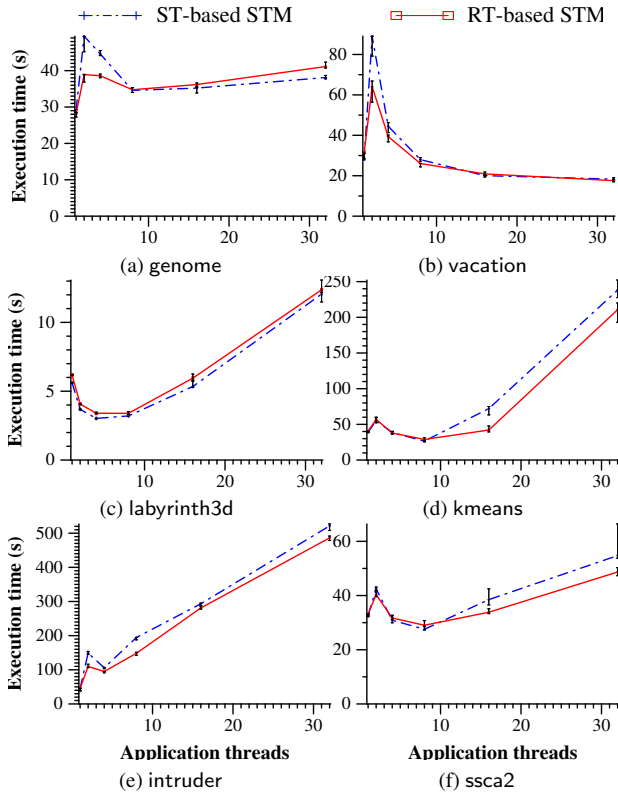 ST-based STM RT-based STM
Execution time (s)
40
30
20
10
0
10 20 30
(a) genome
80
60
40
20
0
10 20 30
(b) vacation
Execution time (s)
10
5
0
0 10 20 30
(c) labyrinth3d
250
200
150
100
50
0
0 10 20 30
(d) kmeans
Execution time (s)
500
400
300
200
100
0
10 20 30
Application threads
(e) intruder
60
40
20
0
0 10 20 30
Application threads
(f) ssca2